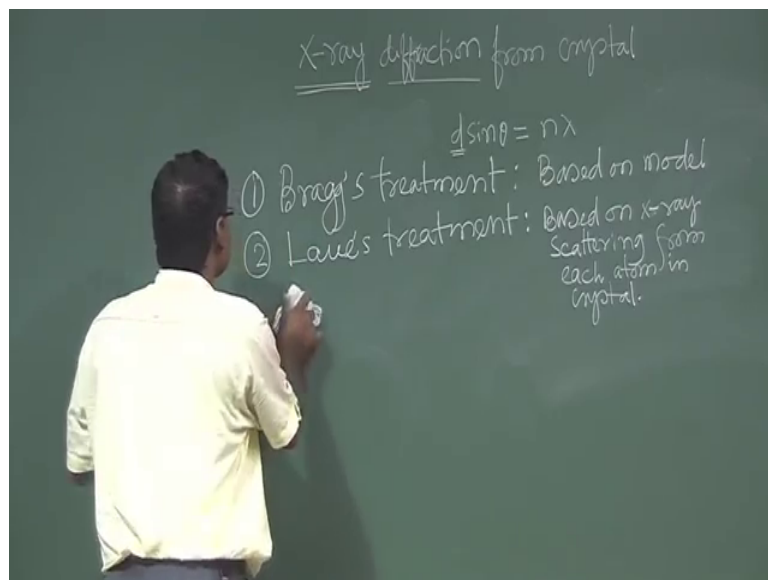 X-ray diffraction from crystal
dsinθ = nλ
① Bragg's treatment : Based on model
② Laue's treatment : Based on x-ray
scattering from
each atom in
crystal.